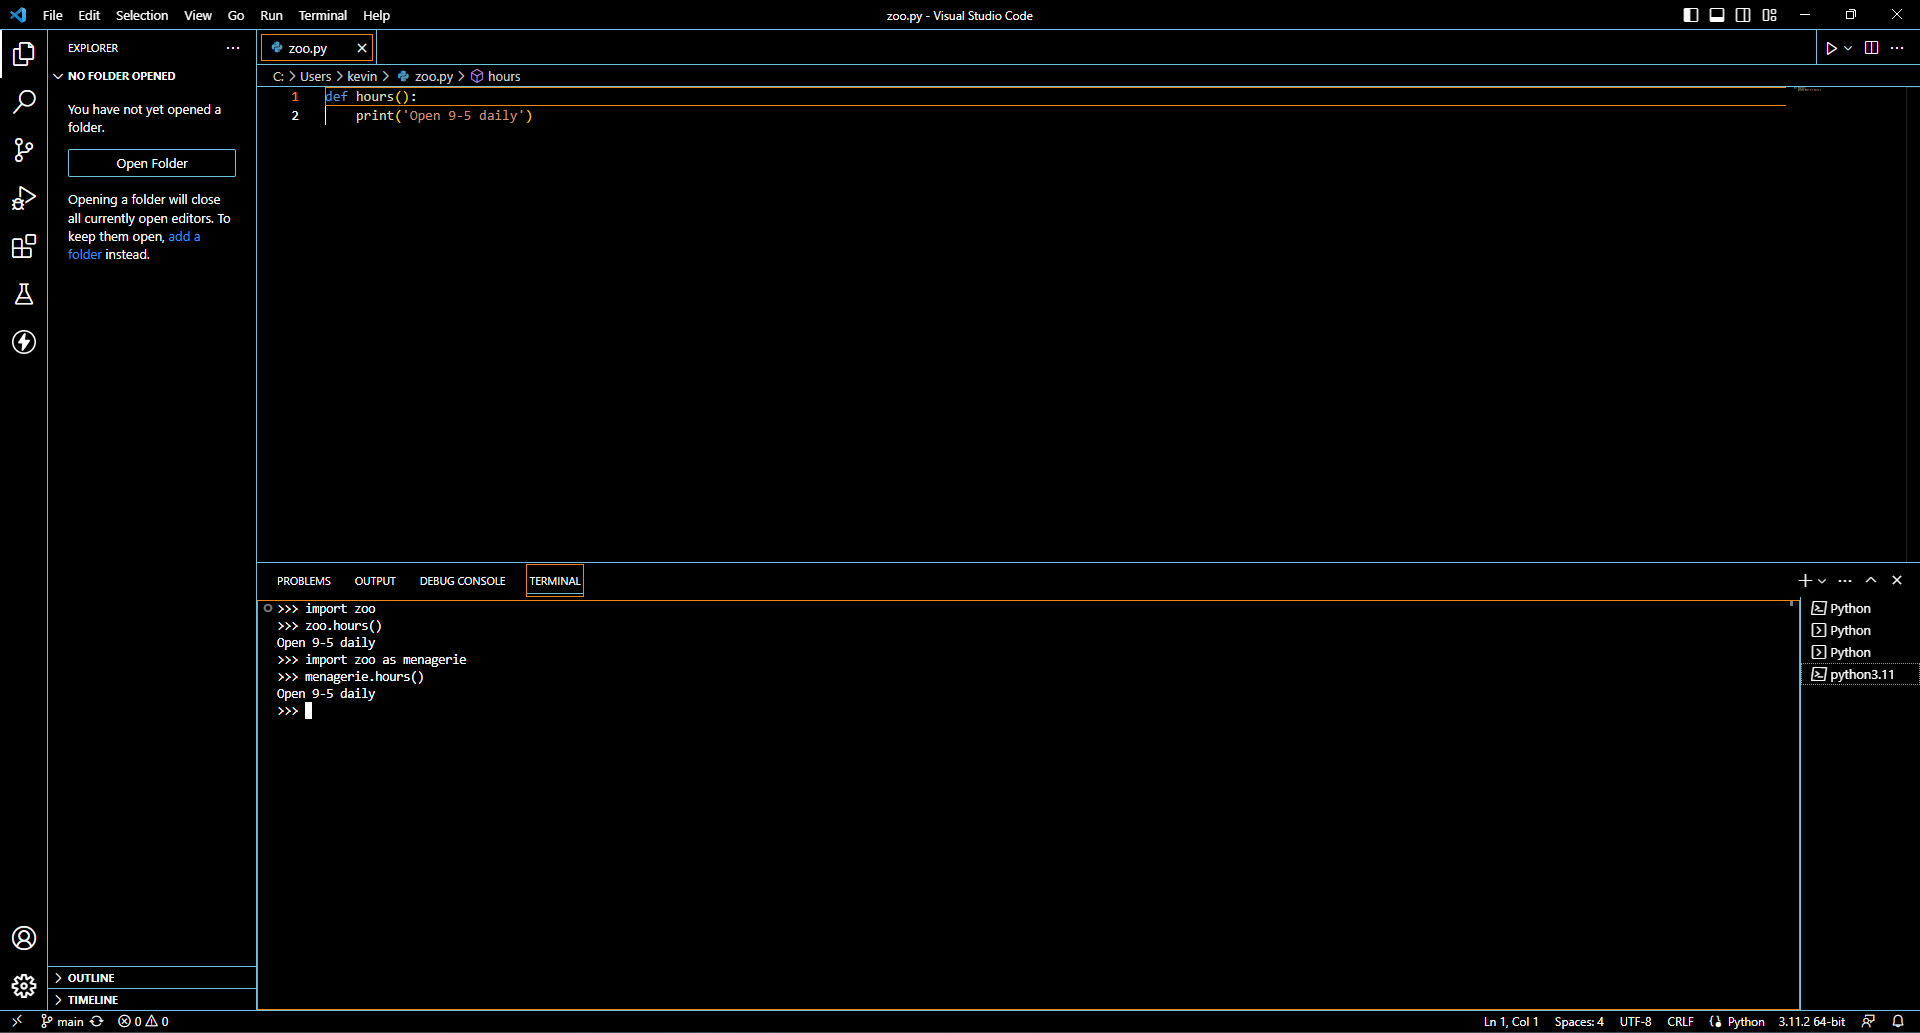 File Edit Selection View Go Run Terminal Help
zoo.py - Visual Studio Code
EXPLORER
NO FOLDER OPENED
You have not yet opened a
folder.
Open Folder
Opening a folder will close
all currently open editors. To
keep them open, add a
folder instead.
OUTLINE
TIMELINE
zoo.py
C: > Users > kevin > zoo.py > hours
1 def hours():
2 print('Open 9-5 daily')
PROBLEMS OUTPUT DEBUG CONSOLE TERMINAL
>>> import zoo
>>> zoo.hours()
Open 9-5 daily
>>> import zoo as menagerie
>>> menagerie.hours()
Open 9-5 daily
>>>
Python
Python
Python
python3.11
main 0 0
Ln 1, Col 1 Spaces: 4 UTF-8 CRLF Python 3.11.2 64-bit